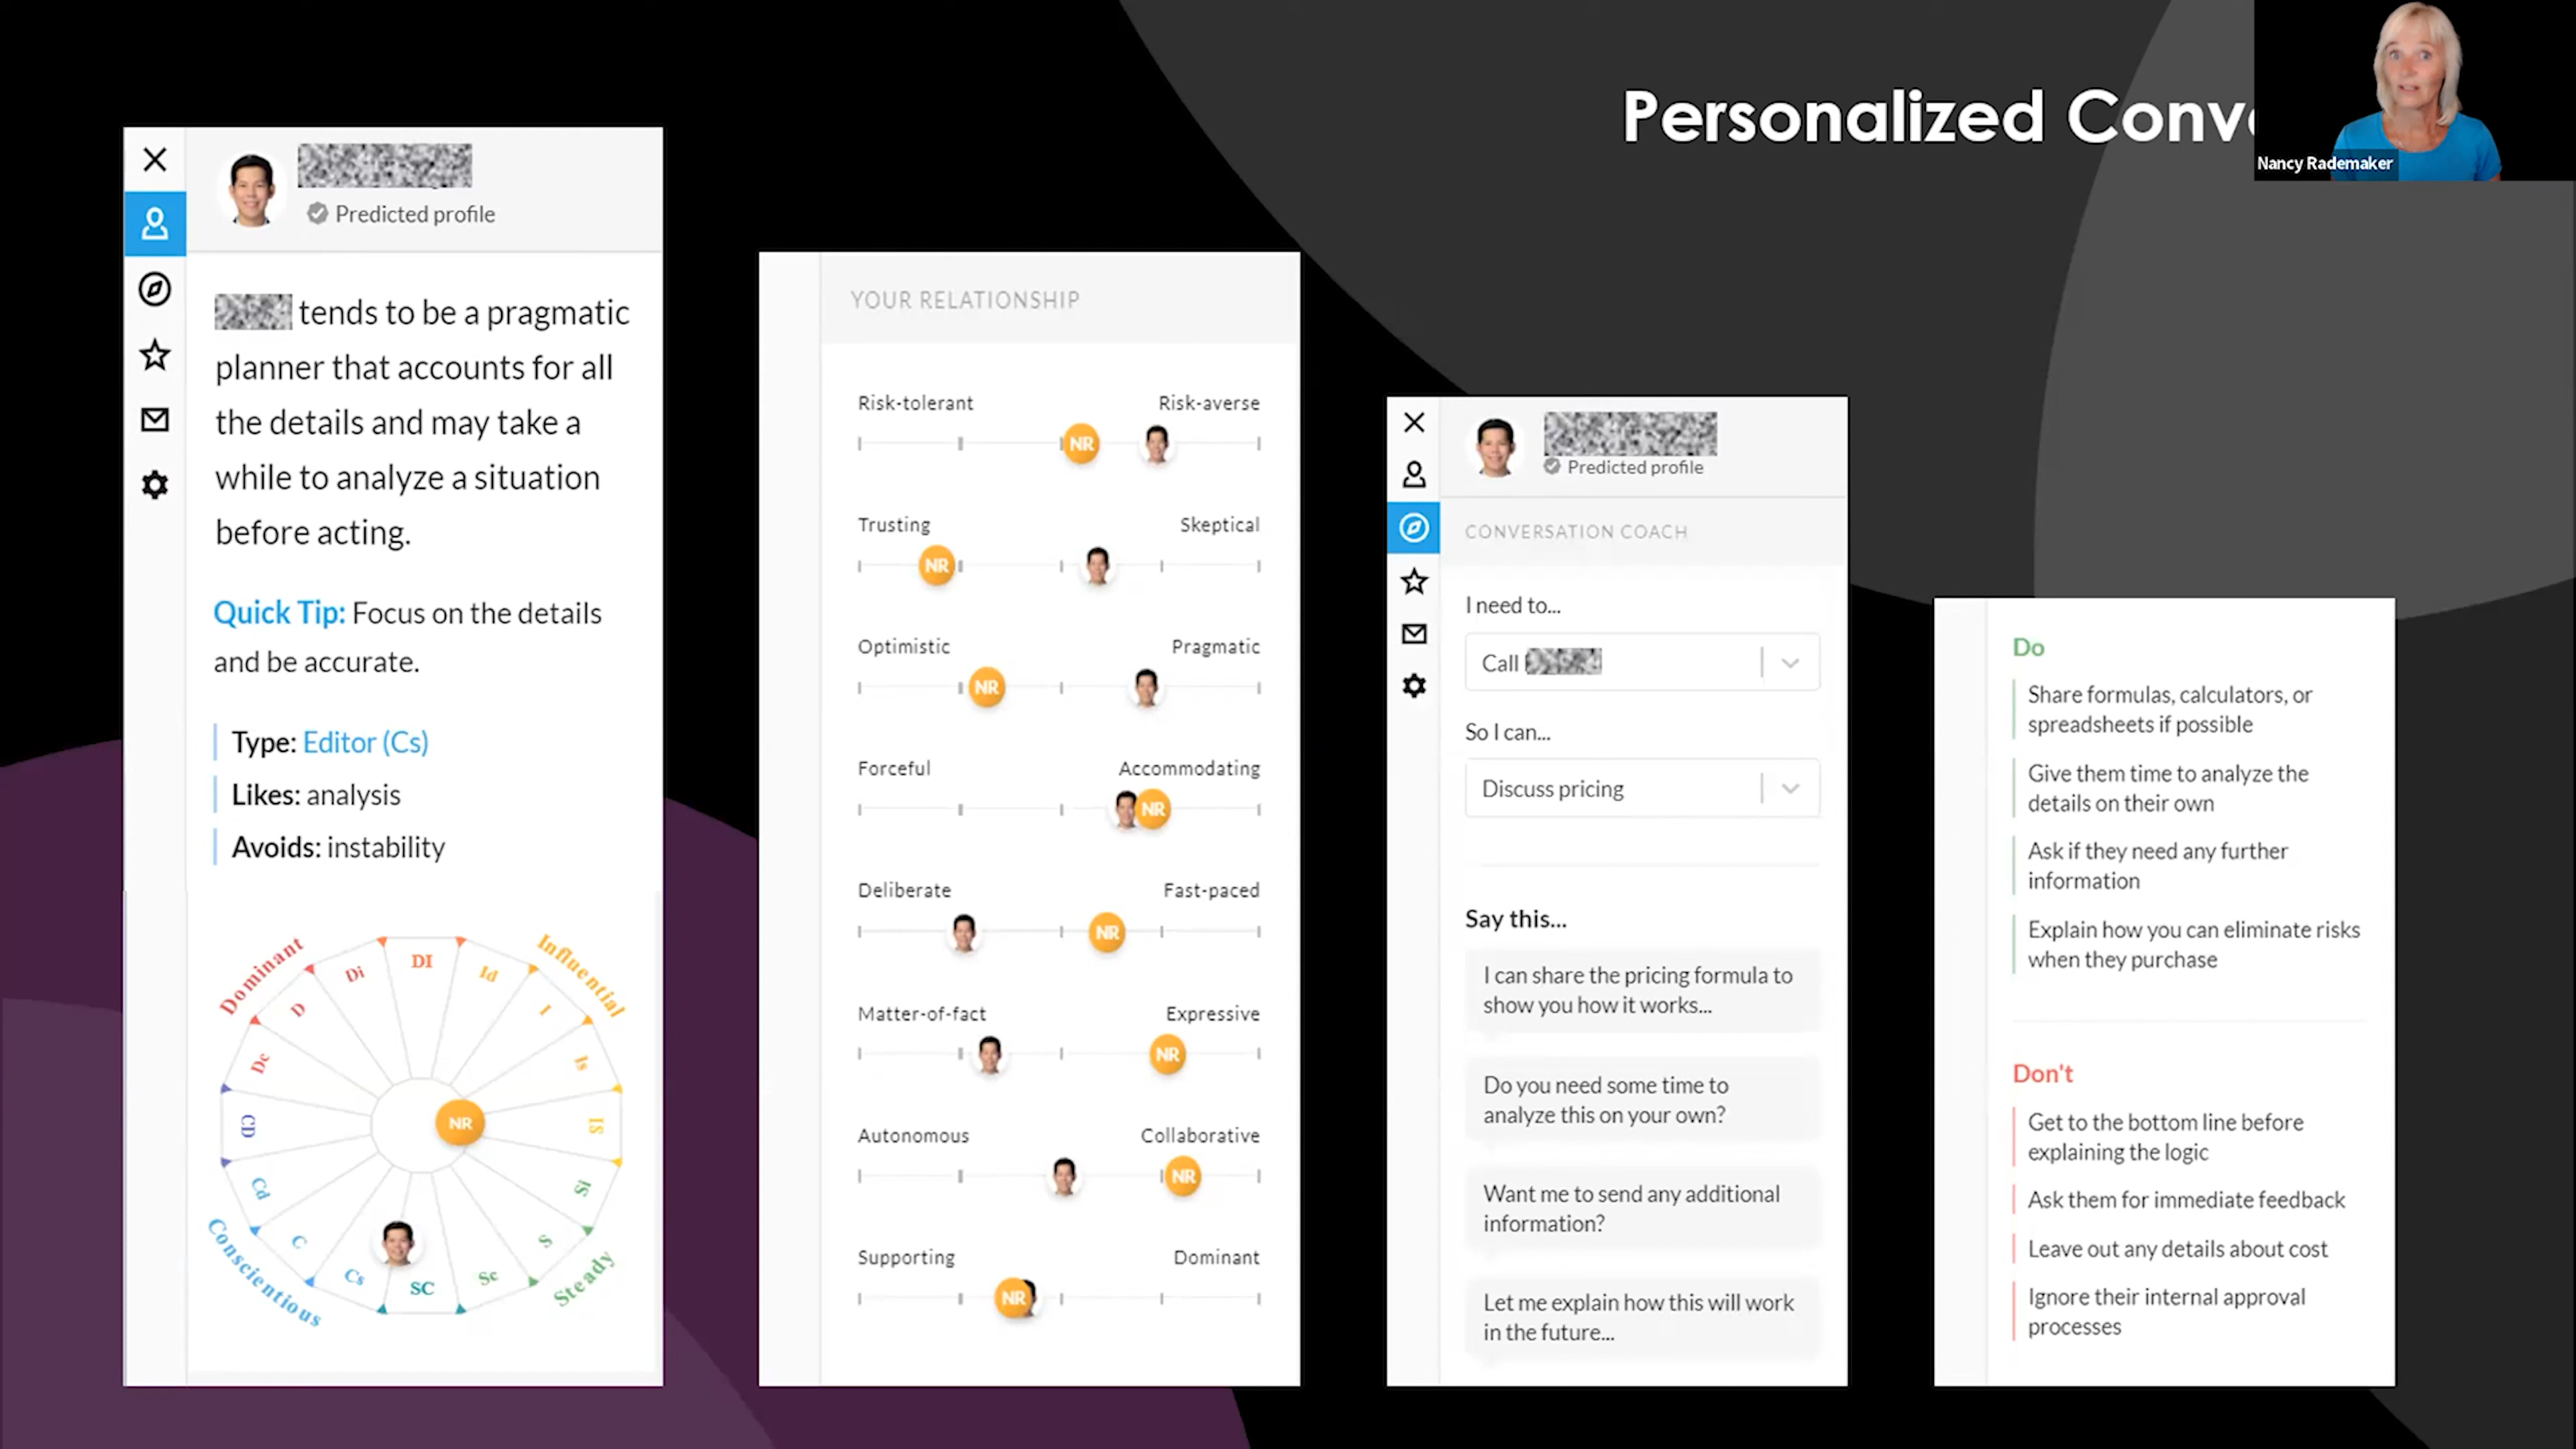 Personalized Conve
Nancy Rademaker
Predicted profile
tends to be a pragmatic
planner that accounts for all
the details and may take a
while to analyze a situation
before acting.
Quick Tip: Focus on the details
and be accurate.
Type: Editor (Cs)
Likes: analysis
Avoids: instability
Dominant
Influential
Di
DI
Id
D
I
Dc
Is
CD
NR
IS
Cd
Si
C
S
Cs
SC
Sc
Conscientious
Steady
YOUR RELATIONSHIP
Risk-tolerant Risk-averse
NR
Trusting Skeptical
NR
Optimistic Pragmatic
NR
Forceful Accommodating
NR
Deliberate Fast-paced
NR
Matter-of-fact Expressive
NR
Autonomous Collaborative
NR
Supporting Dominant
NR
Predicted profile
CONVERSATION COACH
I need to...
Call
So I can...
Discuss pricing
Say this...
I can share the pricing formula to
show you how it works...
Do you need some time to
analyze this on your own?
Want me to send any additional
information?
Let me explain how this will work
in the future...
Do
Share formulas, calculators, or
spreadsheets if possible
Give them time to analyze the
details on their own
Ask if they need any further
information
Explain how you can eliminate risks
when they purchase
Don't
Get to the bottom line before
explaining the logic
Ask them for immediate feedback
Leave out any details about cost
Ignore their internal approval
processes